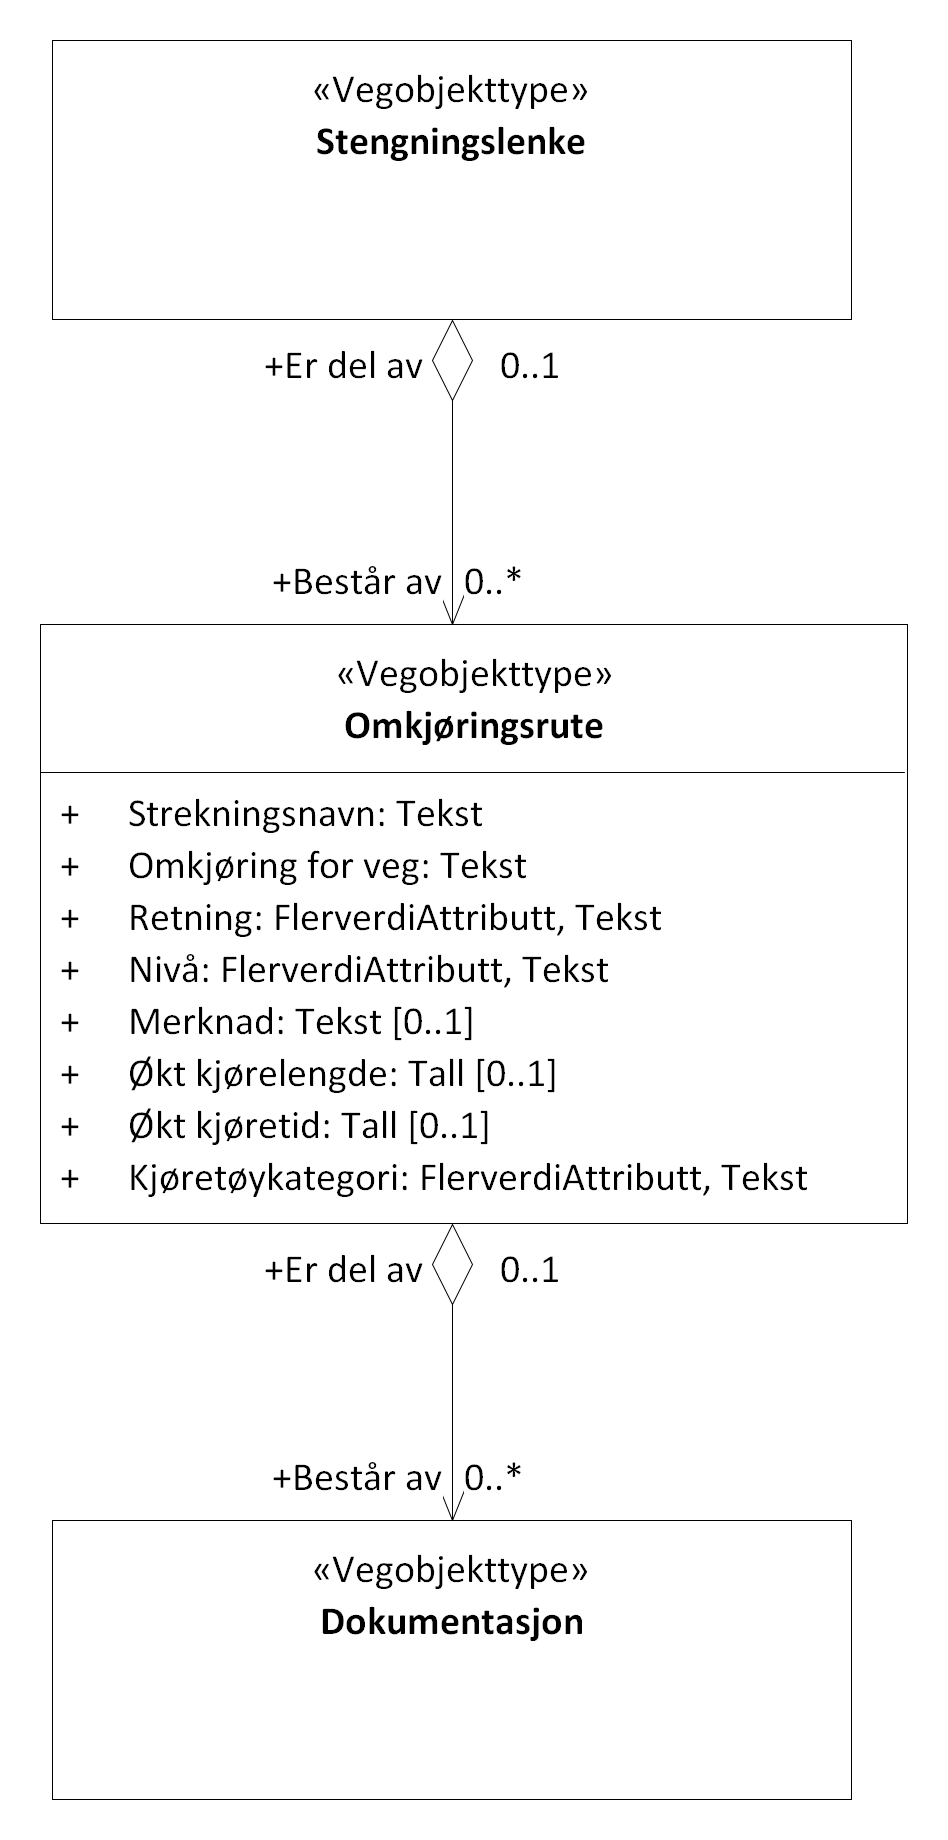 «Vegobjekttype»
Stengningslenke
+Er del av 0..1
+Består av 0..*
«Vegobjekttype»
Omkjøringsrute
+ Strekningsnavn: Tekst
+ Omkjøring for veg: Tekst
+ Retning: FlerverdiAttributt, Tekst
+ Nivå: FlerverdiAttributt, Tekst
+ Merknad: Tekst [0..1]
+ Økt kjørelengde: Tall [0..1]
+ Økt kjøretid: Tall [0..1]
+ Kjøretøykategori: FlerverdiAttributt, Tekst
+Er del av 0..1
+Består av 0..*
«Vegobjekttype»
Dokumentasjon